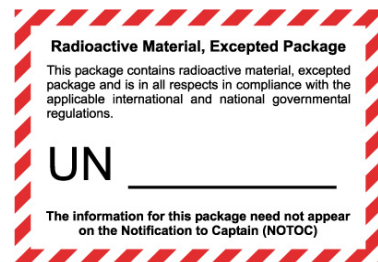 Radioactive Material, Excepted Package
This package contains radioactive material, excepted
package and is in all respects in compliance with the
applicable international and national governmental
regulations.
UN
The information for this package need not appear
on the Notification to Captain (NOTOC)